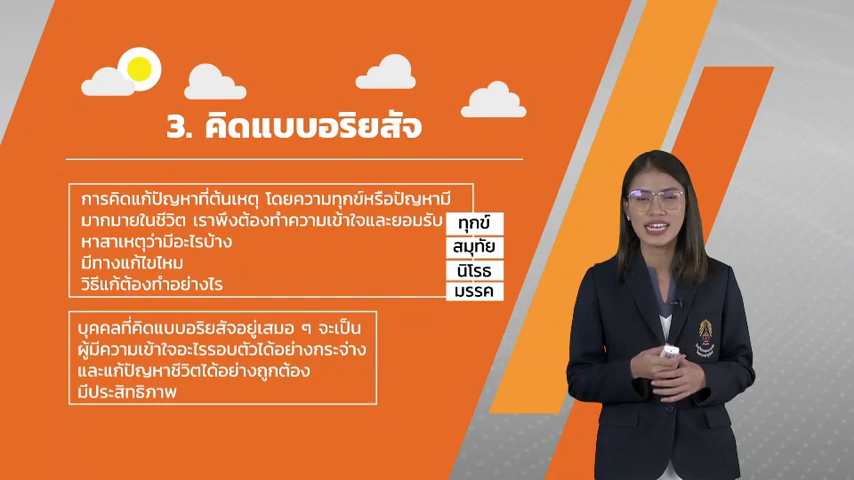 3. คิดแบบอริยสัจ
การคิดแก้ปัญหาที่ต้นเหตุ โดยความทุกข์หรือปัญหามี
มากมายในชีวิต เราพึงต้องทำความเข้าใจและยอมรับ
หาสาเหตุว่ามีอะไรบ้าง
มีทางแก้ไขไหม
วิธีแก้ต้องทำอย่างไร
ทุกข์
สมุทัย
นิโรธ
มรรค
บุคคลที่คิดแบบอริยสัจอยู่เสมอ ๆ จะเป็น
ผู้มีความเข้าใจอะไรรอบตัวได้อย่างกระจ่าง
และแก้ปัญหาชีวิตได้อย่างถูกต้อง
มีประสิทธิภาพ